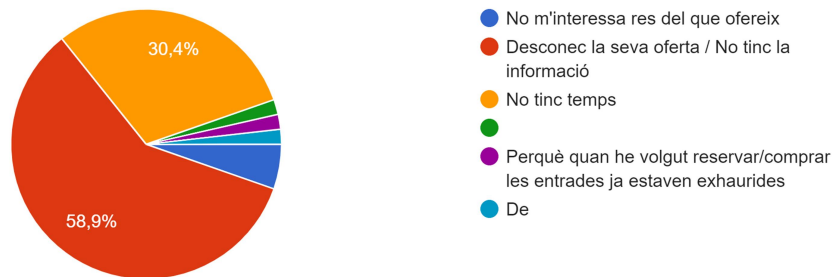 30,4%
58,9%
No m'interessa res del que ofereix
Desconec la seva oferta / No tinc la
informació
No tinc temps
Perquè quan he volgut reservar/comprar
les entrades ja estaven exhaurides
De